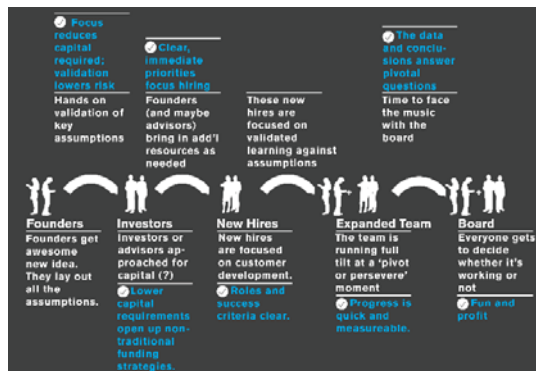 Focus
reduces
capital
required;
validation
lowers risk
Hands on
validation of
key
assumptions
Clear,
immediate
priorities
focus hiring
Founders
(and maybe
advisors)
bring in add'l
resources as
needed
These new
hires are
focused on
validated
learning against
assumptions
The data
and conclu-
sions answer
pivotal
questions
Time to face
the music
with the
board
Founders
Founders get
awesome
new idea.
They lay out
all the
assumptions.
Investors
Investors or
advisors ap-
proached for
capital (?)
Lower
capital
requirements
open up non-
traditional
funding
strategies.
New Hires
New hires
are focused
on customer
development.
Roles and
success
criteria clear.
Expanded Team
The team is
running full
tilt at a 'pivot
or persevere'
moment
Progress is
quick and
measureable.
Board
Everyone gets
to decide
whether it's
working or
not
Fun and
profit